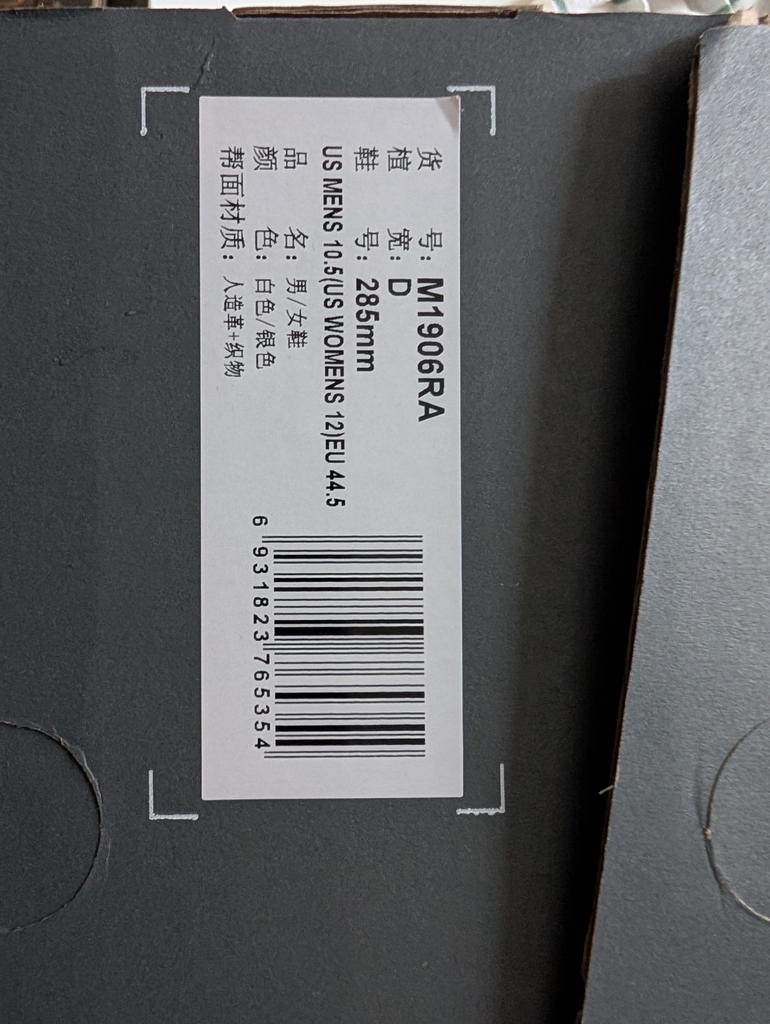 货 号: M1906RA
楦 宽: D
鞋 号: 285mm
US MENS 10.5(US WOMENS 12)EU 44.5
品 名: 男/女鞋
颜 色: 白色/银色
帮面材质: 人造革+织物
6 931823 765354